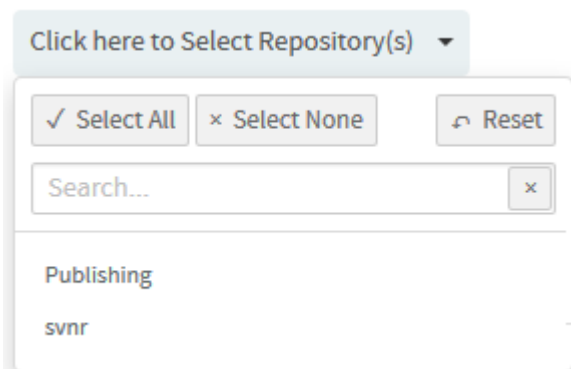 Click here to Select Repository(s)
✓ Select All × Select None ↶ Reset
Search... ×
Publishing
svnr